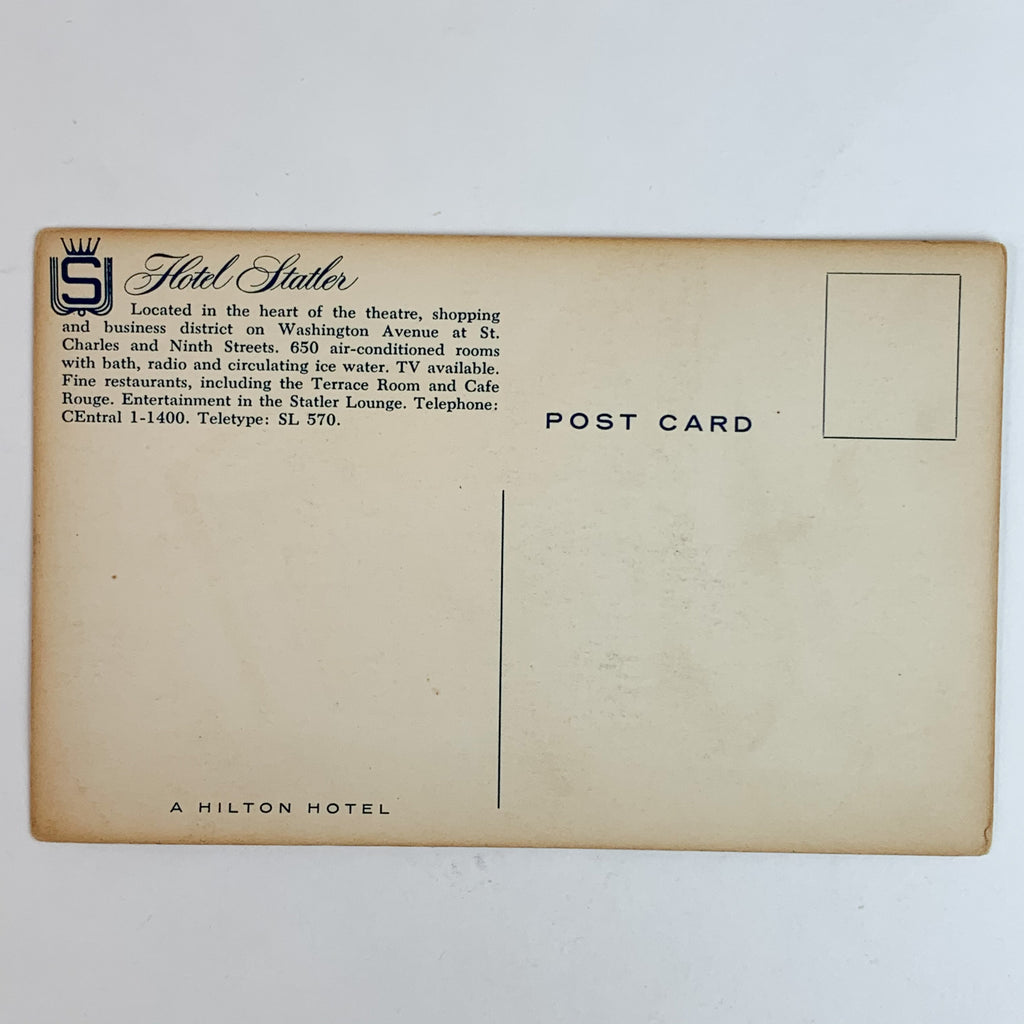 S
Hotel Statler
Located in the heart of the theatre, shopping
and business district on Washington Avenue at St.
Charles and Ninth Streets. 650 air-conditioned rooms
with bath, radio and circulating ice water. TV available.
Fine restaurants, including the Terrace Room and Cafe
Rouge. Entertainment in the Statler Lounge. Telephone:
CEntral 1-1400. Teletype: SL 570.
POST CARD
A HILTON HOTEL